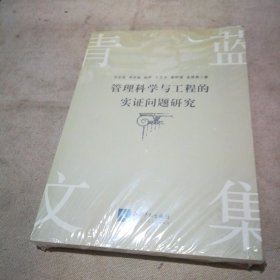 青蓝
管理科学与工程的
实证问题研究
文集